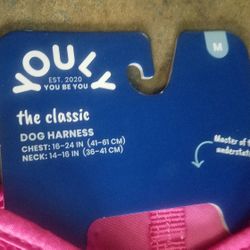 YOULY
EST. 2020
YOU BE YOU
M
the classic
DOG HARNESS
CHEST: 16-24 IN (41-61 CM)
NECK: 14-16 IN (36-41 CM)
Master of